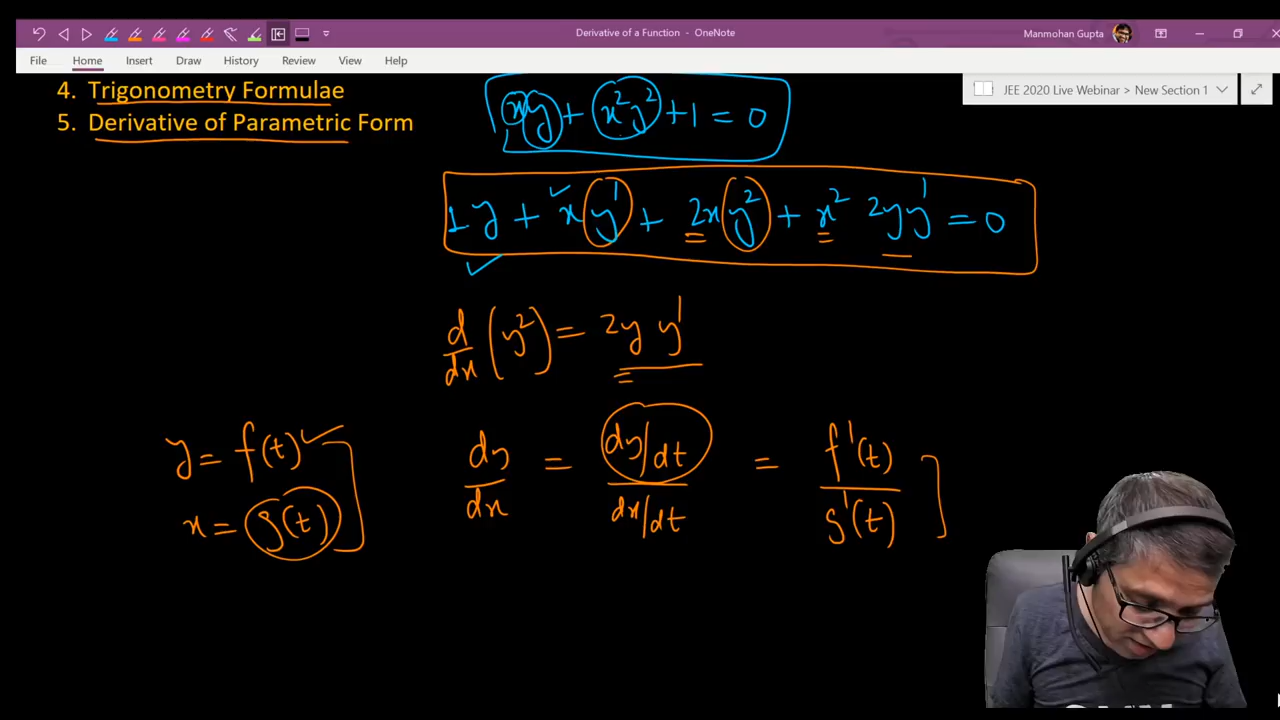 Derivative of a Function - OneNote
Manmohan Gupta
File Home Insert Draw History Review View Help
JEE 2020 Live Webinar > New Section 1
4. Trigonometry Formulae
5. Derivative of Parametric Form
xy + x²y² + 1 = 0
1y + x y' + 2x y² + x² 2yy' = 0
d/dx (y²) = 2y y'
y = f(t)
x = g(t)
dy/dx = (dy/dt)/(dx/dt) = f'(t)/g'(t)